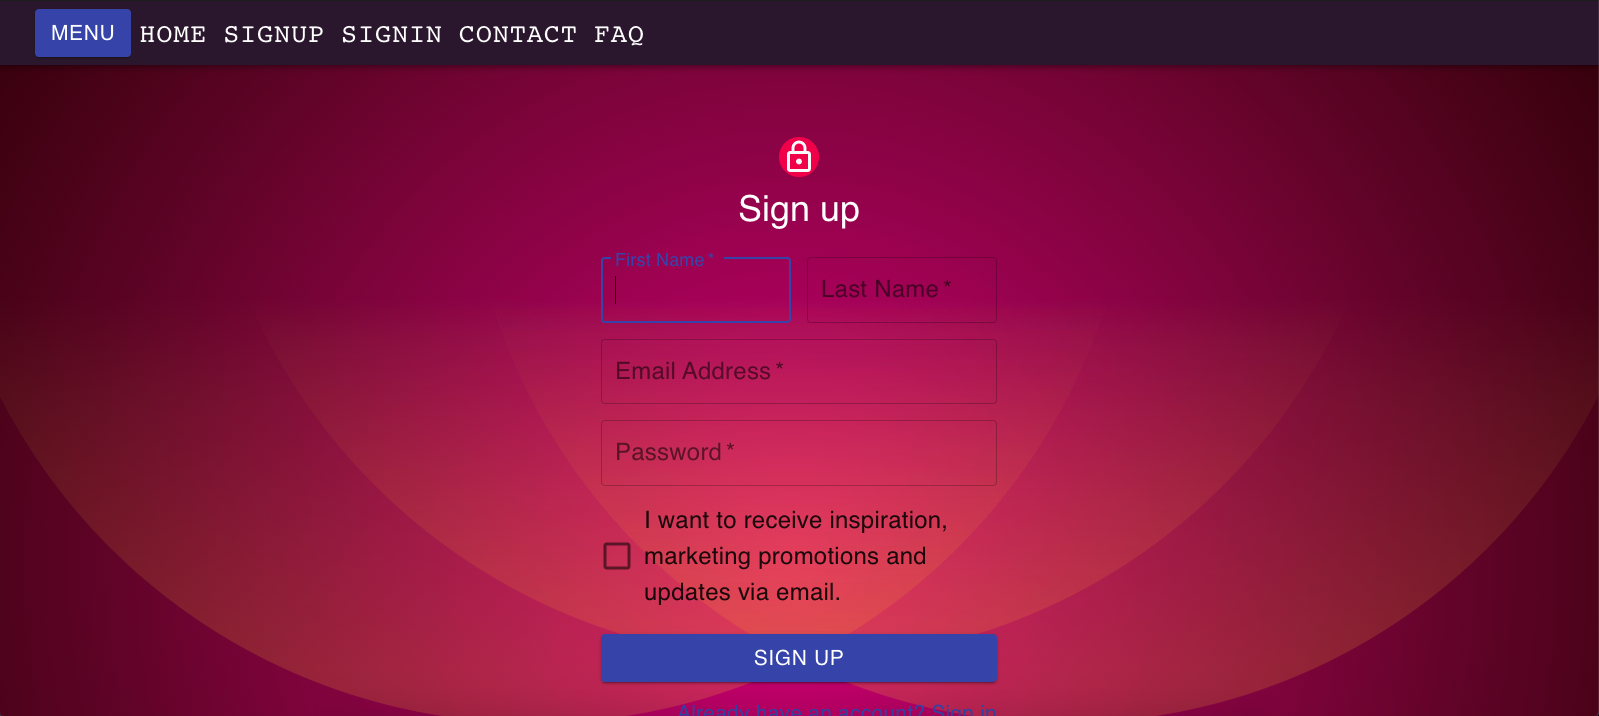 MENU HOME SIGNUP SIGNIN CONTACT FAQ
Sign up
First Name *
Last Name *
Email Address *
Password *
I want to receive inspiration,
marketing promotions and
updates via email.
SIGN UP
Already have an account? Sign in